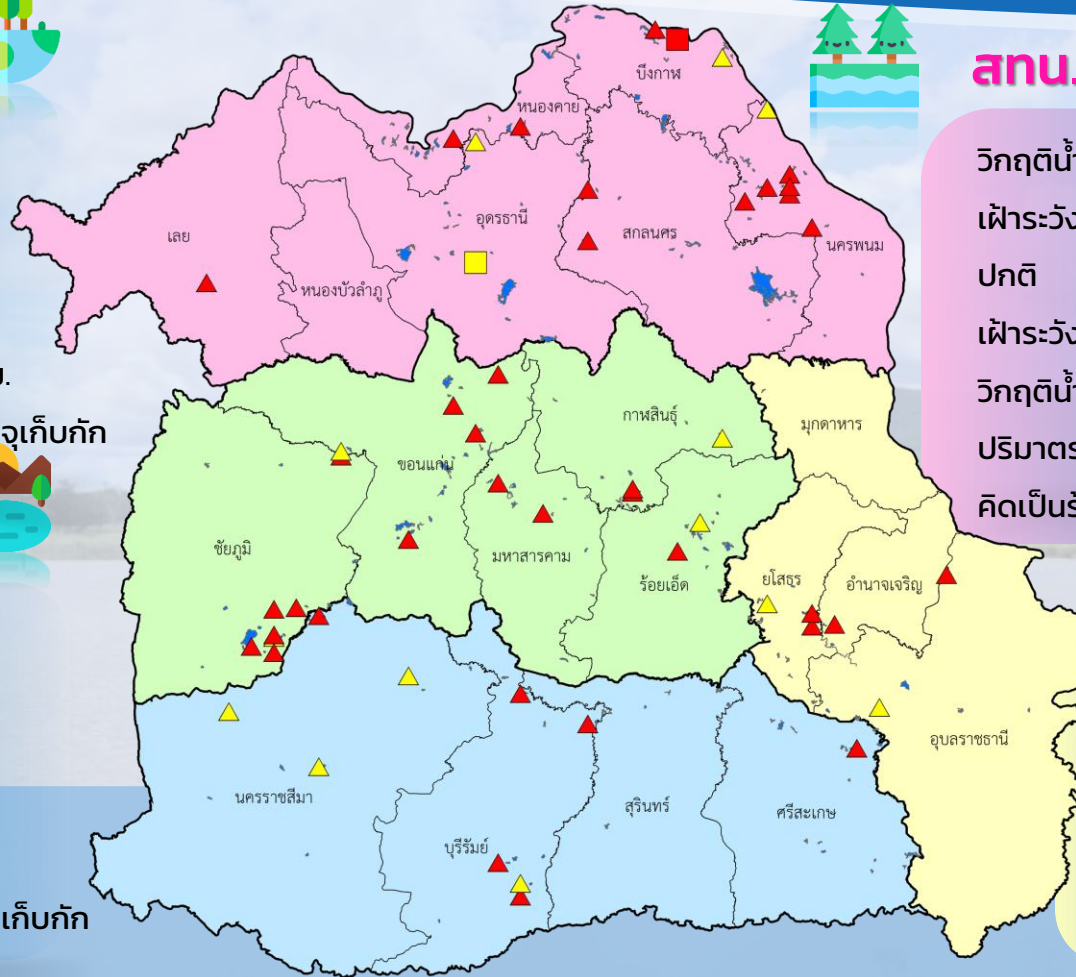 สทน.
วิกฤติน้ำ
เฝ้าระวัง
ปกติ
เฝ้าระวัง
วิกฤติน้ำ
ปริมาตร
คิดเป็นร้
จุเก็บกัก
เก็บกัก
บึงกาฬ
หนองคาย
อุดรธานี
สกลนคร
นครพนม
เลย
หนองบัวลำภู
กาฬสินธุ์
มุกดาหาร
ขอนแก่น
ชัยภูมิ
มหาสารคาม
ร้อยเอ็ด
ยโสธร
อำนาจเจริญ
อุบลราชธานี
นครราชสีมา
บุรีรัมย์
สุรินทร์
ศรีสะเกษ